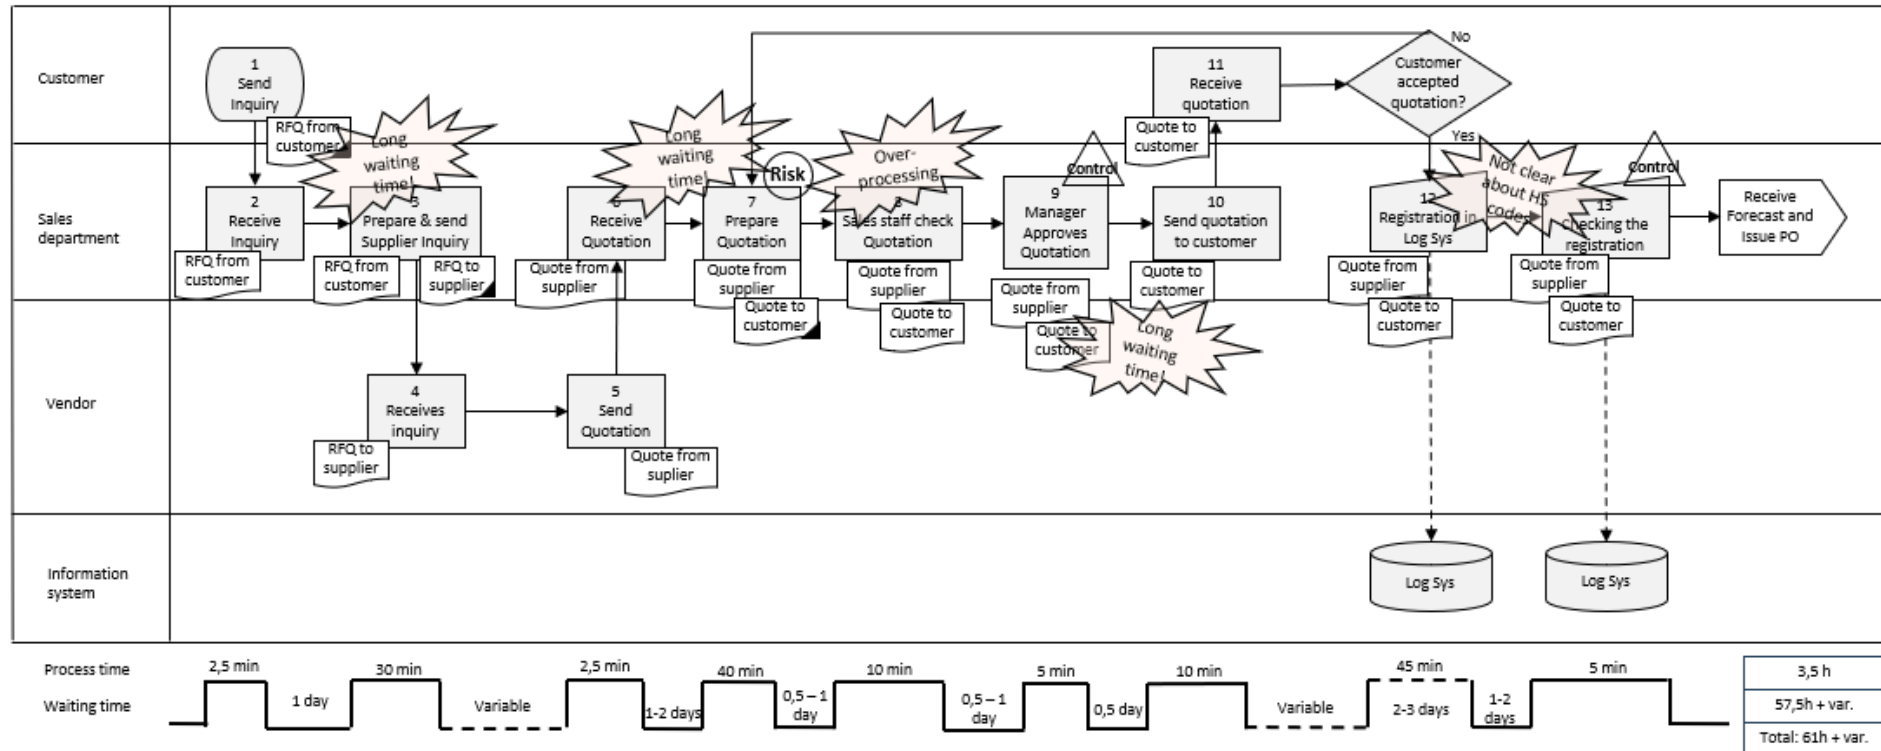 Customer
1
Send
Inquiry
RFQ from
customer
Long
waiting
time!
Long
waiting
time!
Risk
Over-
processing
Control
11
Receive
quotation
Quote to
customer
Customer
accepted
quotation?
No
Yes
Not clear
about HS
codes
Control
Sales
department
2
Receive
Inquiry
RFQ from
customer
3
Prepare & send
Supplier Inquiry
RFQ from
customer
RFQ to
supplier
6
Receive
Quotation
Quote from
supplier
7
Prepare
Quotation
Quote from
supplier
Quote to
customer
8
Sales staff check
Quotation
Quote from
supplier
Quote to
customer
9
Manager
Approves
Quotation
Quote from
supplier
Quote to
customer
10
Send quotation
to customer
Quote to
customer
Long
waiting
time!
12
Registration in
Log Sys
Quote from
supplier
Quote to
customer
13
Checking the
registration
Quote from
supplier
Quote to
customer
Receive
Forecast and
Issue PO
Vendor
4
Receives
inquiry
RFQ to
supplier
5
Send
Quotation
Quote from
suplier
Information
system
Log Sys
Log Sys
Process time
2,5 min
30 min
2,5 min
40 min
10 min
5 min
10 min
45 min
5 min
3,5 h
Waiting time
1 day
Variable
1-2 days
0,5 – 1
day
0,5 – 1
day
0,5 day
Variable
2-3 days
1-2
days
57,5h + var.
Total: 61h + var.